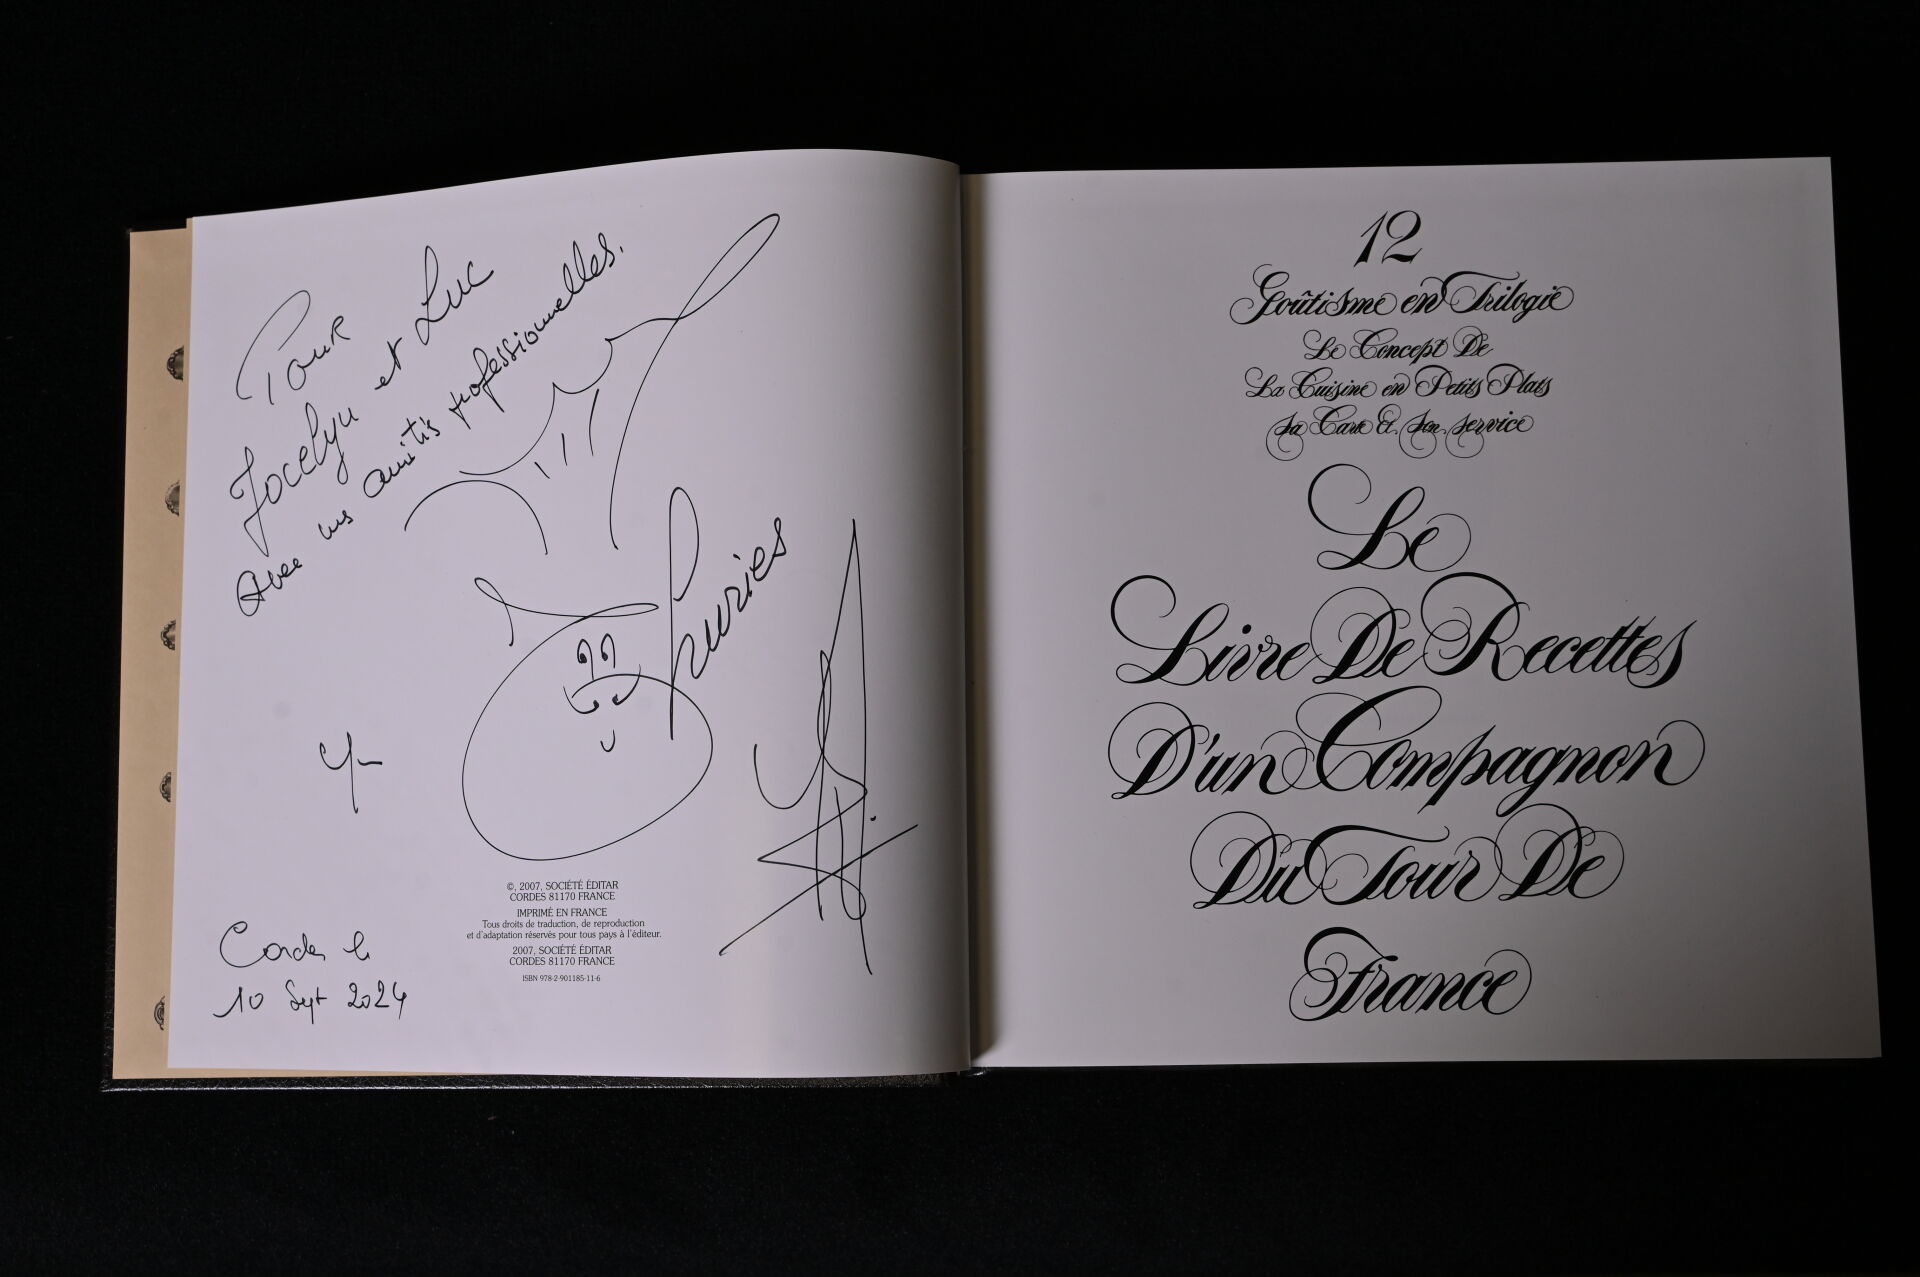 Pour
Jocelyn et Luc
Avec mes amitiés professionnelles.
Thuries
Yves
Cordes le
10 Sept 2024
©, 2007, SOCIÉTÉ ÉDITAR
CORDES 81170 FRANCE
IMPRIMÉ EN FRANCE
Tous droits de traduction, de reproduction
et d'adaptation réservés pour tous pays à l'éditeur.
2007, SOCIÉTÉ ÉDITAR
CORDES 81170 FRANCE
ISBN 978-2-901185-11-6
12
Goûtisme en Trilogie
Le Concept De
La Cuisine en Petits Plats
Sa Carte Et Son Service
Le
Livre De Recettes
D'un Compagnon
Du Tour De
France